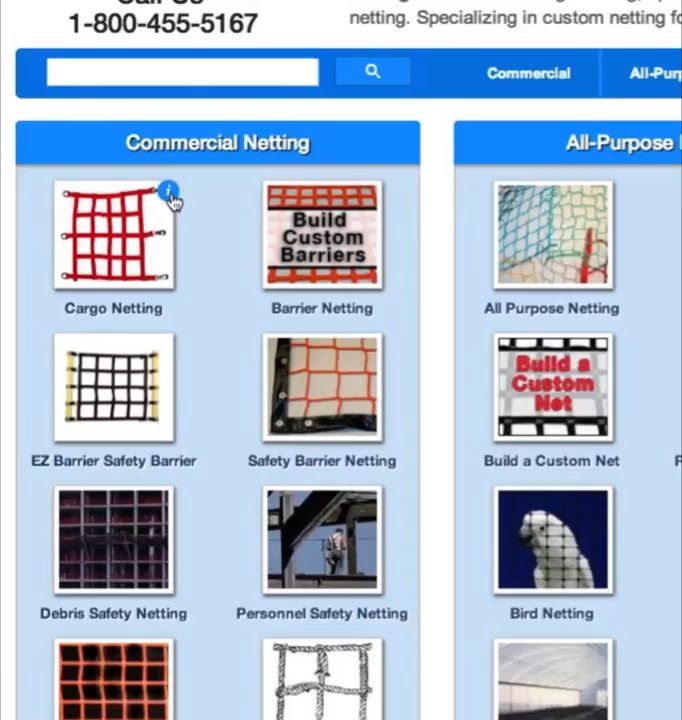 1-800-455-5167
netting. Specializing in custom netting
Commercial
Commercial Netting
All-Purpose
i
Build
Custom
Barriers
Cargo Netting
Barrier Netting
All Purpose Netting
Build a
Custom
Net
EZ Barrier Safety Barrier
Safety Barrier Netting
Build a Custom Net
Debris Safety Netting
Personnel Safety Netting
Bird Netting